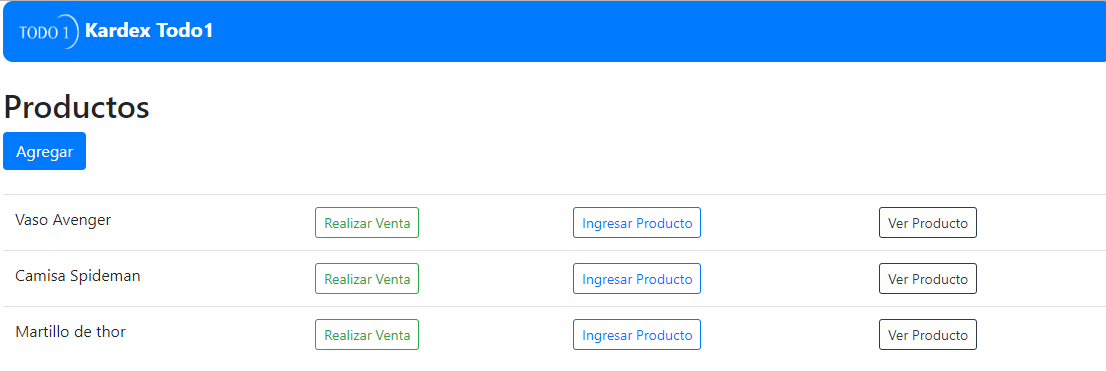 TODO 1 Kardex Todo1
Productos
Agregar
Vaso Avenger Realizar Venta Ingresar Producto Ver Producto
Camisa Spideman Realizar Venta Ingresar Producto Ver Producto
Martillo de thor Realizar Venta Ingresar Producto Ver Producto